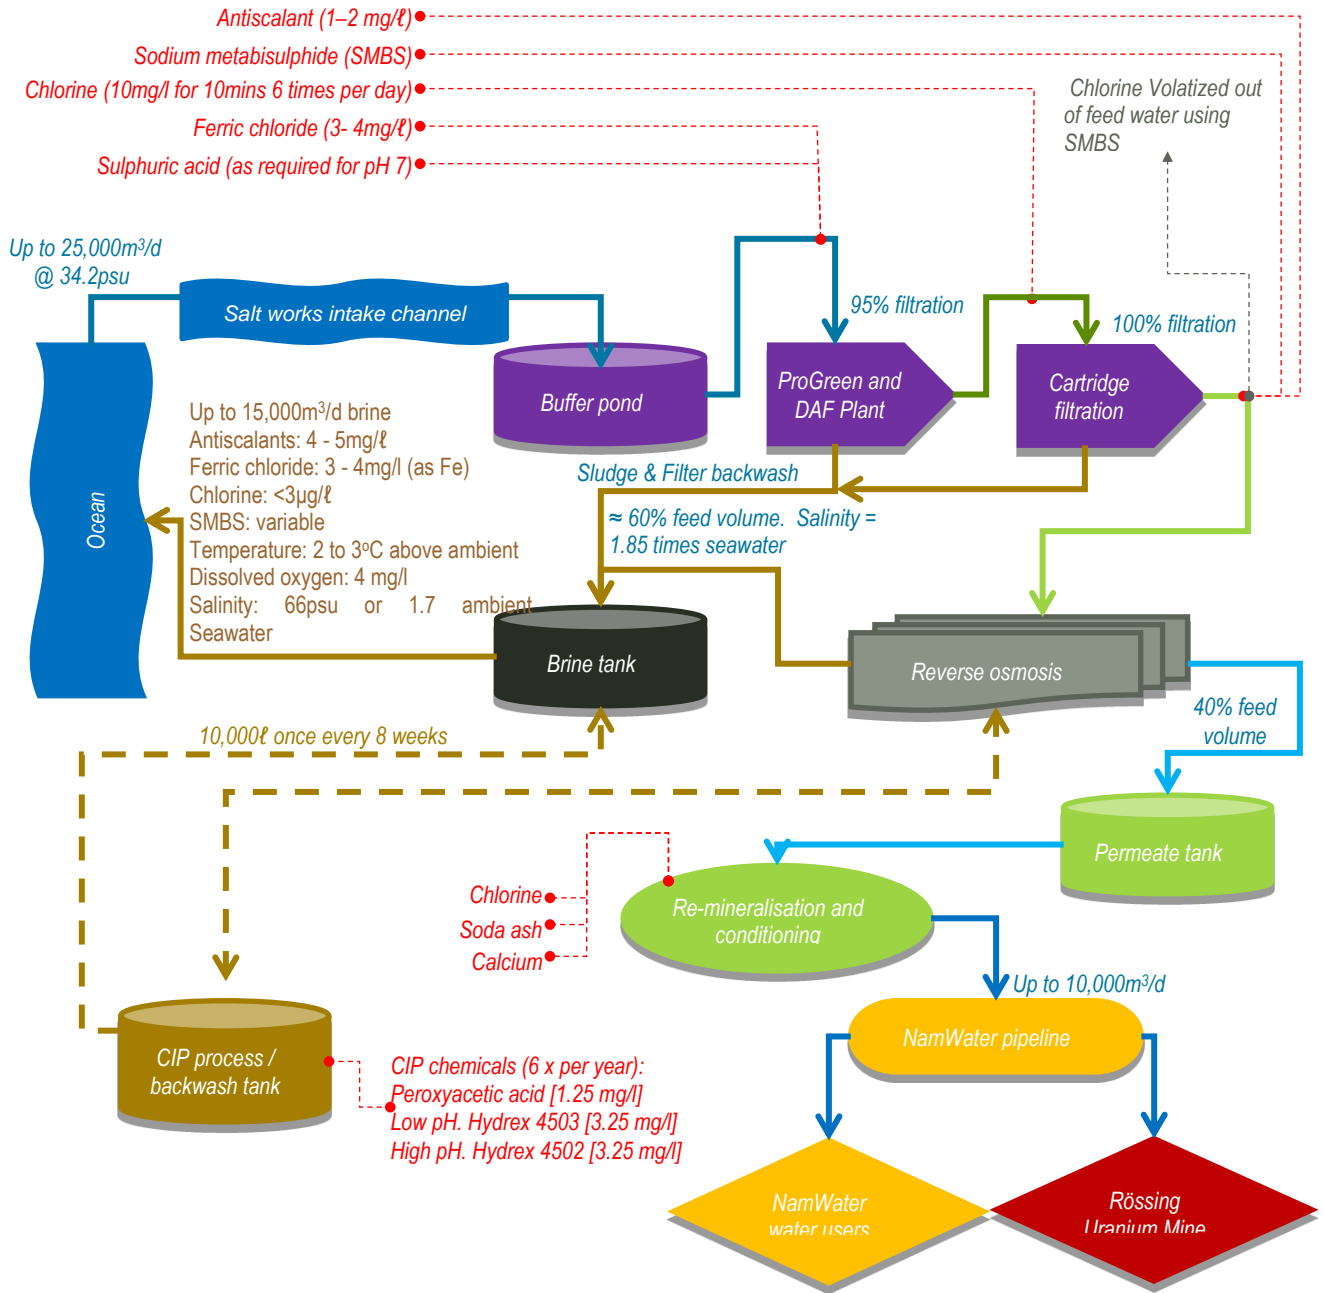 Antiscalant (1–2 mg/ℓ)
Sodium metabisulphide (SMBS)
Chlorine (10mg/l for 10mins 6 times per day)
Ferric chloride (3- 4mg/ℓ)
Sulphuric acid (as required for pH 7)
Chlorine Volatized out
of feed water using
SMBS
Up to 25,000m³/d
@ 34.2psu
Salt works intake channel
95% filtration
100% filtration
Buffer pond
ProGreen and
DAF Plant
Cartridge
filtration
Ocean
Up to 15,000m³/d brine
Antiscalants: 4 - 5mg/ℓ
Ferric chloride: 3 - 4mg/l (as Fe)
Chlorine: <3µg/ℓ
SMBS: variable
Temperature: 2 to 3ºC above ambient
Dissolved oxygen: 4 mg/l
Salinity: 66psu or 1.7 ambient
Seawater
Sludge & Filter backwash
≈ 60% feed volume. Salinity =
1.85 times seawater
Brine tank
Reverse osmosis
40% feed
volume
10,000ℓ once every 8 weeks
Permeate tank
Chlorine
Soda ash
Calcium
Re-mineralisation and
conditioning
Up to 10,000m³/d
NamWater pipeline
CIP process /
backwash tank
CIP chemicals (6 x per year):
Peroxyacetic acid [1.25 mg/l]
Low pH. Hydrex 4503 [3.25 mg/l]
High pH. Hydrex 4502 [3.25 mg/l]
NamWater
water users
Rössing
Uranium Mine